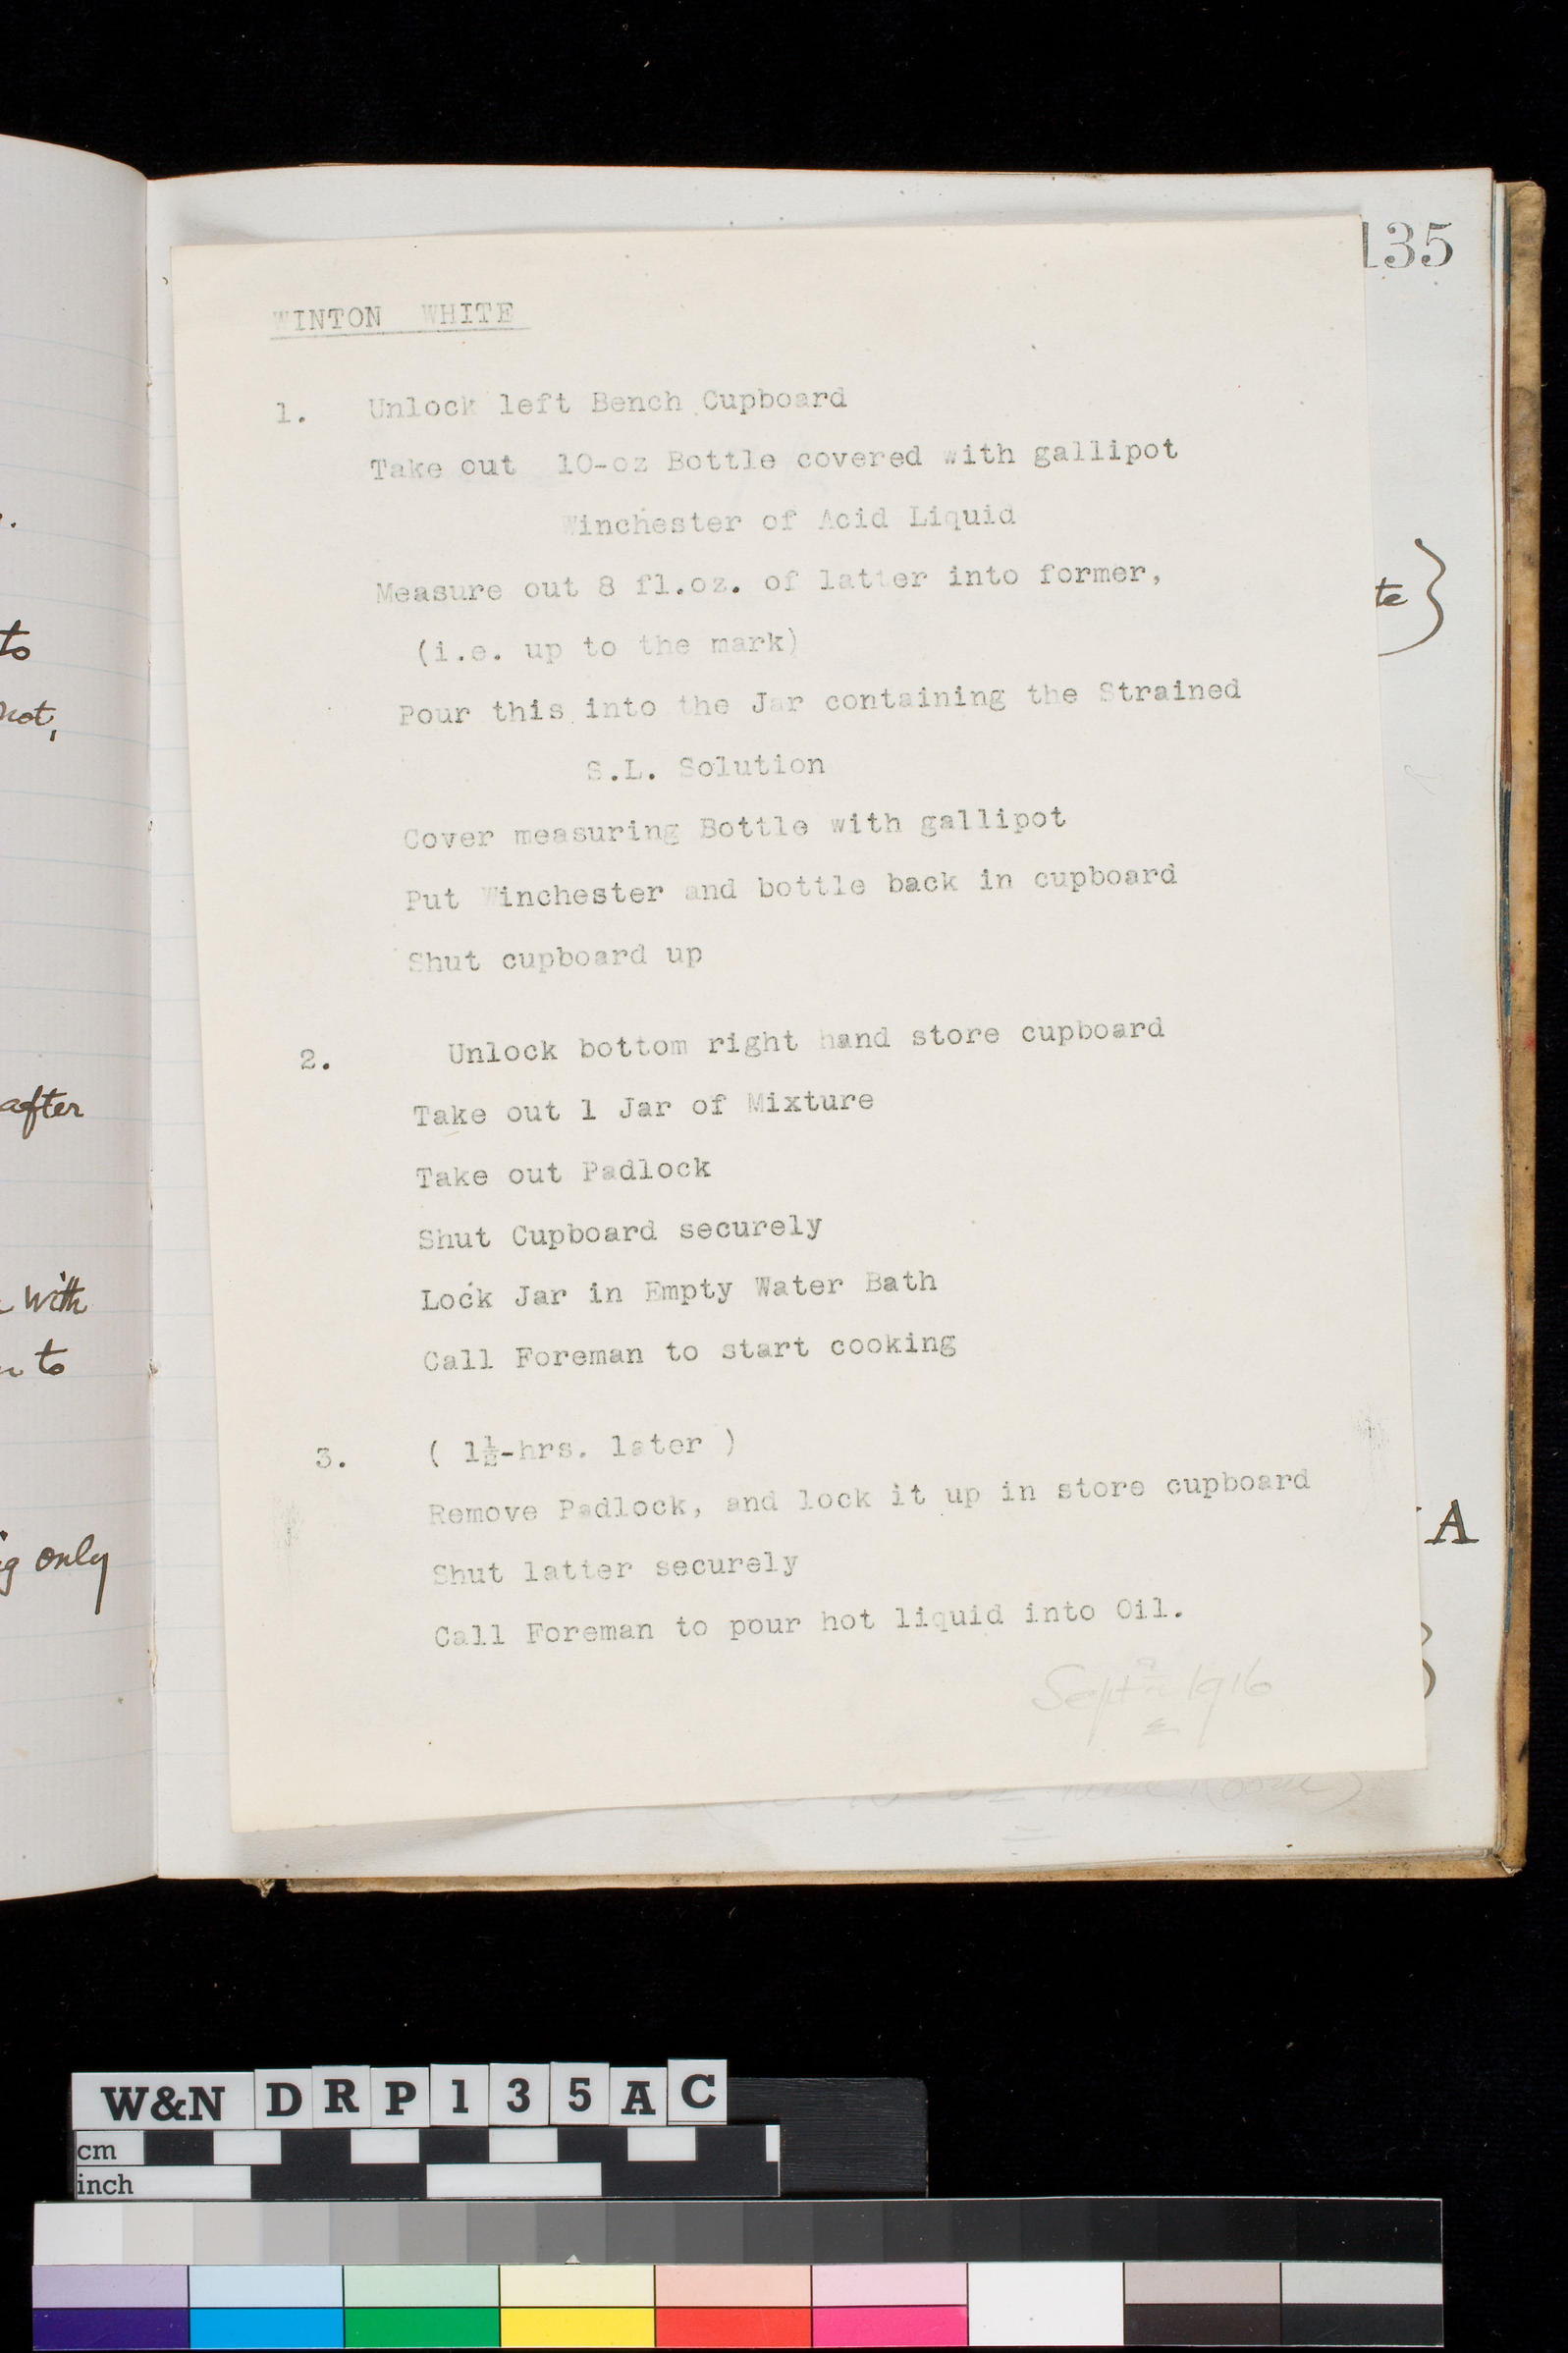 135
WINTON WHITE
1. Unlock left Bench Cupboard
Take out 10-oz Bottle covered with gallipot
Winchester of Acid Liquid
Measure out 8 fl.oz. of latter into former,
(i.e. up to the mark)
Pour this into the Jar containing the Strained
S.L. Solution
Cover measuring Bottle with gallipot
Put Winchester and bottle back in cupboard
Shut cupboard up
2. Unlock bottom right hand store cupboard
Take out 1 Jar of Mixture
Take out Padlock
Shut Cupboard securely
Lock Jar in Empty Water Bath
Call Foreman to start cooking
3. ( 1½-hrs. later )
Remove Padlock, and lock it up in store cupboard
Shut latter securely
Call Foreman to pour hot liquid into Oil.
Sept 1916
to
hot,
after
with
to
only
te }
A
W&N DRP135AC
cm
inch